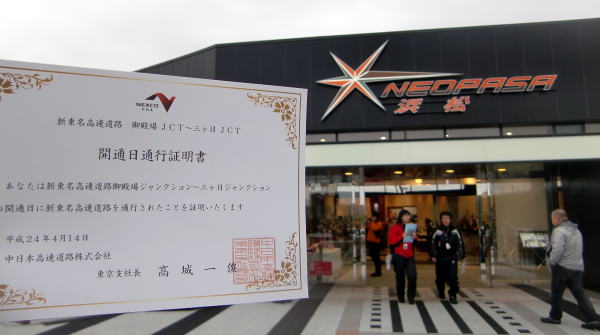 NEXCO
中日本
新東名高速道路 御殿場JCT～三ヶ日JCT
開通日通行証明書
あなたは新東名高速道路御殿場ジャンクション～三ヶ日ジャンクション
の開通日に新東名高速道路を通行されたことを証明いたします
平成24年4月14日
中日本高速道路株式会社
東京支社長 高城一俊
NEOPASA
浜松